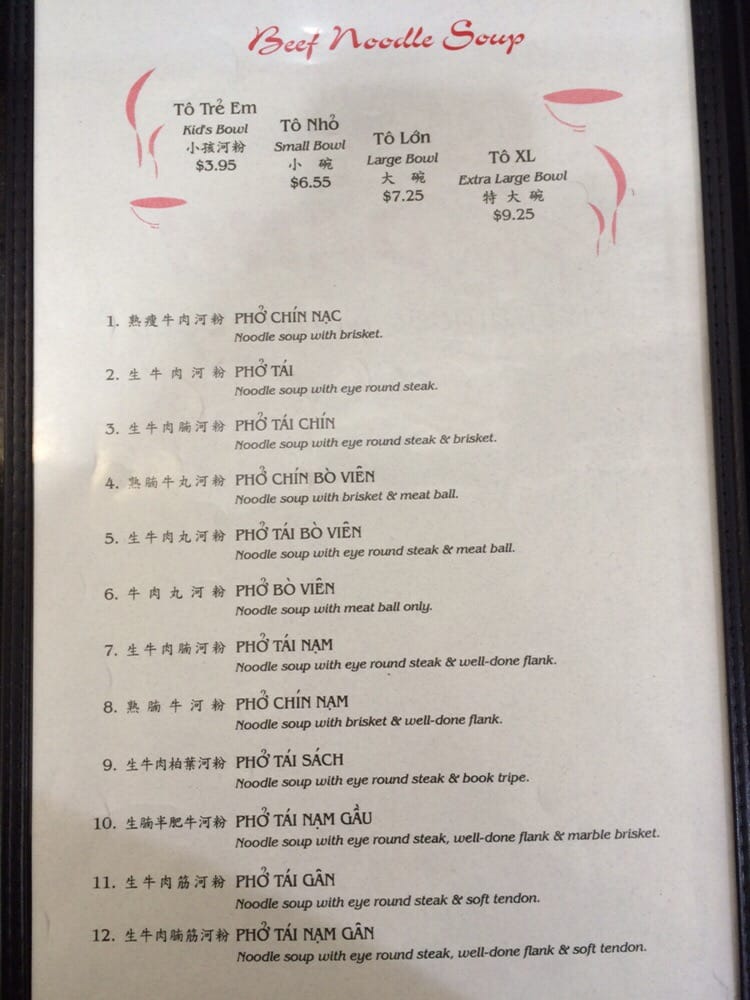 Beef Noodle Soup
Tô Trẻ Em
Kid's Bowl
小孩河粉
$3.95
Tô Nhỏ
Small Bowl
小 碗
$6.55
Tô Lớn
Large Bowl
大 碗
$7.25
Tô XL
Extra Large Bowl
特 大 碗
$9.25
1. 熟瘦牛肉河粉 PHỞ CHÍN NẠC
Noodle soup with brisket.
2. 生 牛 肉 河 粉 PHỞ TÁI
Noodle soup with eye round steak.
3. 生牛肉腩河粉 PHỞ TÁI CHÍN
Noodle soup with eye round steak & brisket.
4. 熟腩牛丸河粉 PHỞ CHÍN BÒ VIÊN
Noodle soup with brisket & meat ball.
5. 生牛肉丸河粉 PHỞ TÁI BÒ VIÊN
Noodle soup with eye round steak & meat ball.
6. 牛 肉 丸 河 粉 PHỞ BÒ VIÊN
Noodle soup with meat ball only.
7. 生牛肉腩河粉 PHỞ TÁI NẠM
Noodle soup with eye round steak & well-done flank.
8. 熟 腩 牛 河 粉 PHỞ CHÍN NẠM
Noodle soup with brisket & well-done flank.
9. 生牛肉柏葉河粉 PHỞ TÁI SÁCH
Noodle soup with eye round steak & book tripe.
10. 生腩半肥牛河粉 PHỞ TÁI NẠM GẦU
Noodle soup with eye round steak, well-done flank & marble brisket.
11. 生牛肉筋河粉 PHỞ TÁI GÂN
Noodle soup with eye round steak & soft tendon.
12. 生牛肉腩筋河粉 PHỞ TÁI NẠM GÂN
Noodle soup with eye round steak, well-done flank & soft tendon.